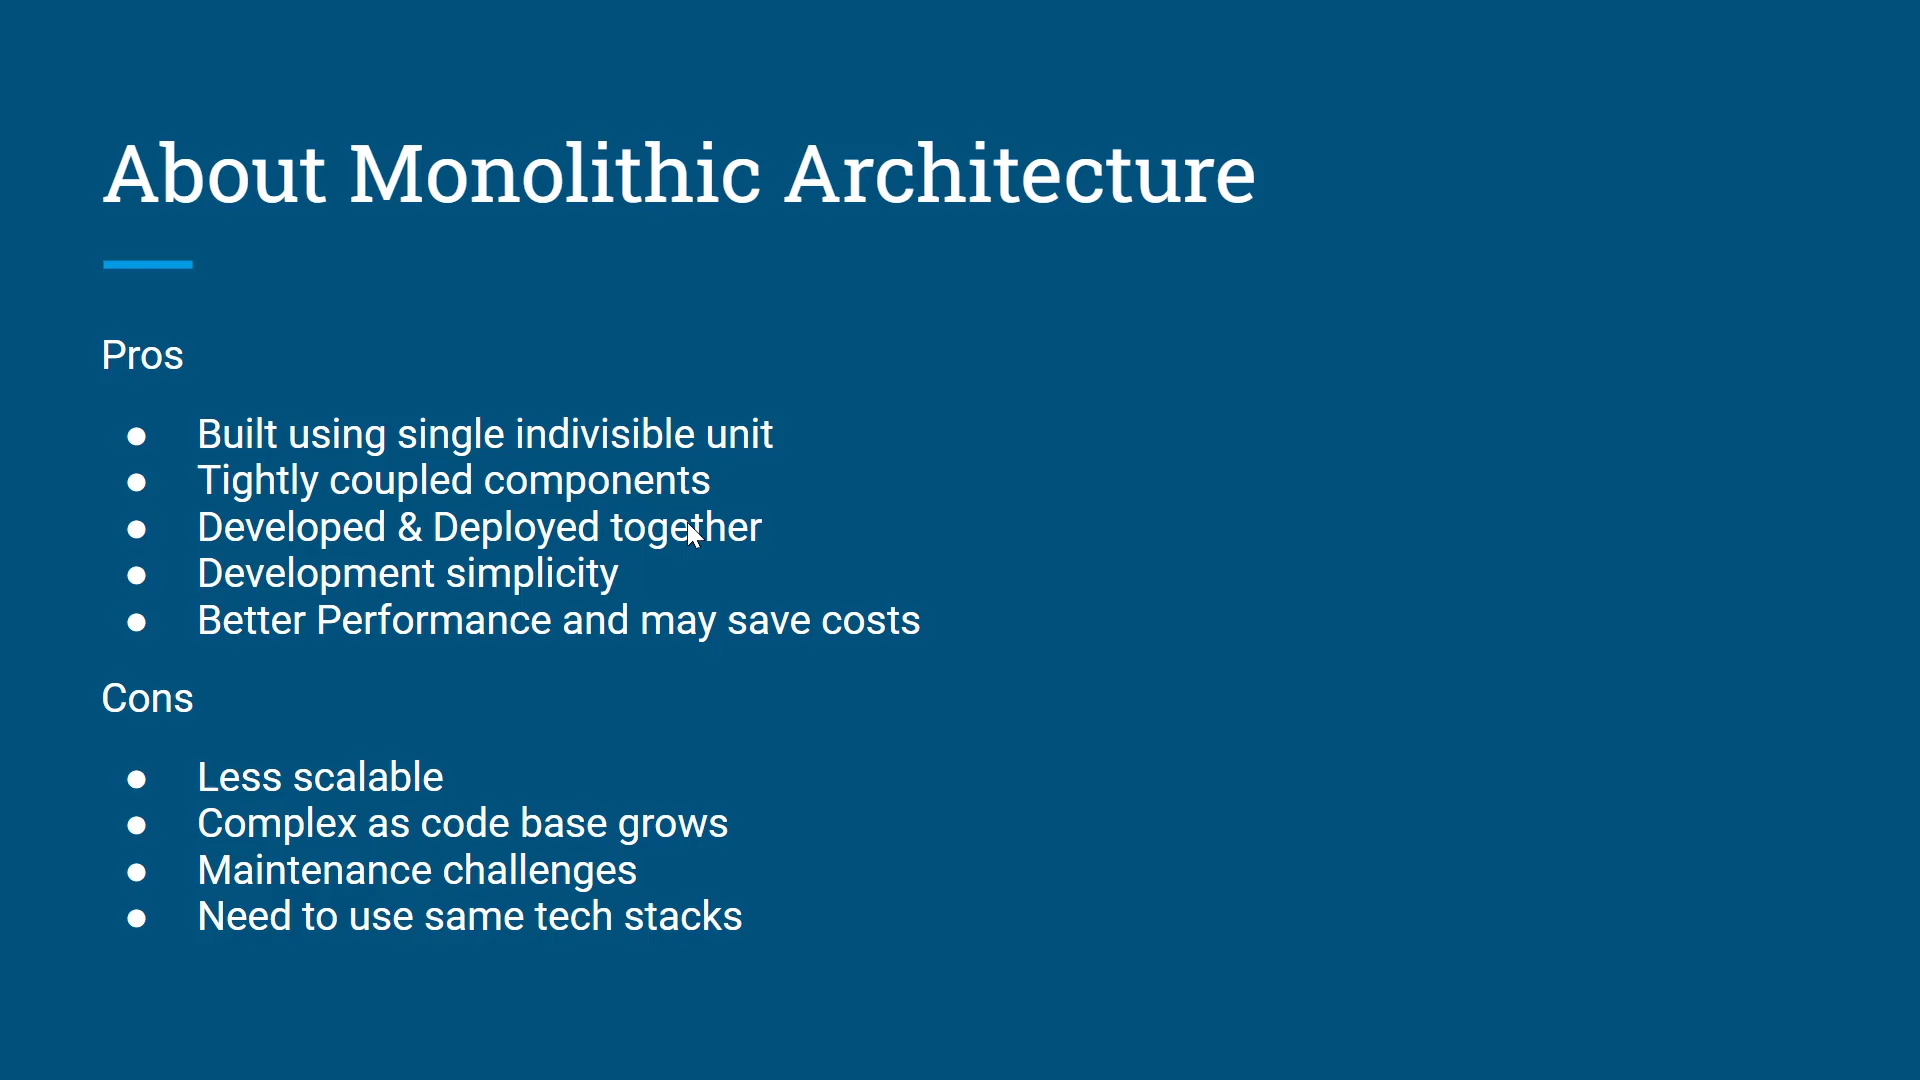 About Monolithic Architecture
Pros
● Built using single indivisible unit
● Tightly coupled components
● Developed & Deployed together
● Development simplicity
● Better Performance and may save costs
Cons
● Less scalable
● Complex as code base grows
● Maintenance challenges
● Need to use same tech stacks